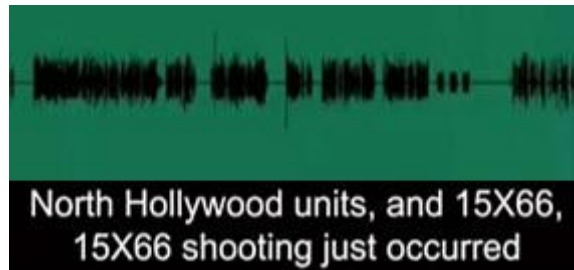 North Hollywood units, and 15X66,
15X66 shooting just occurred